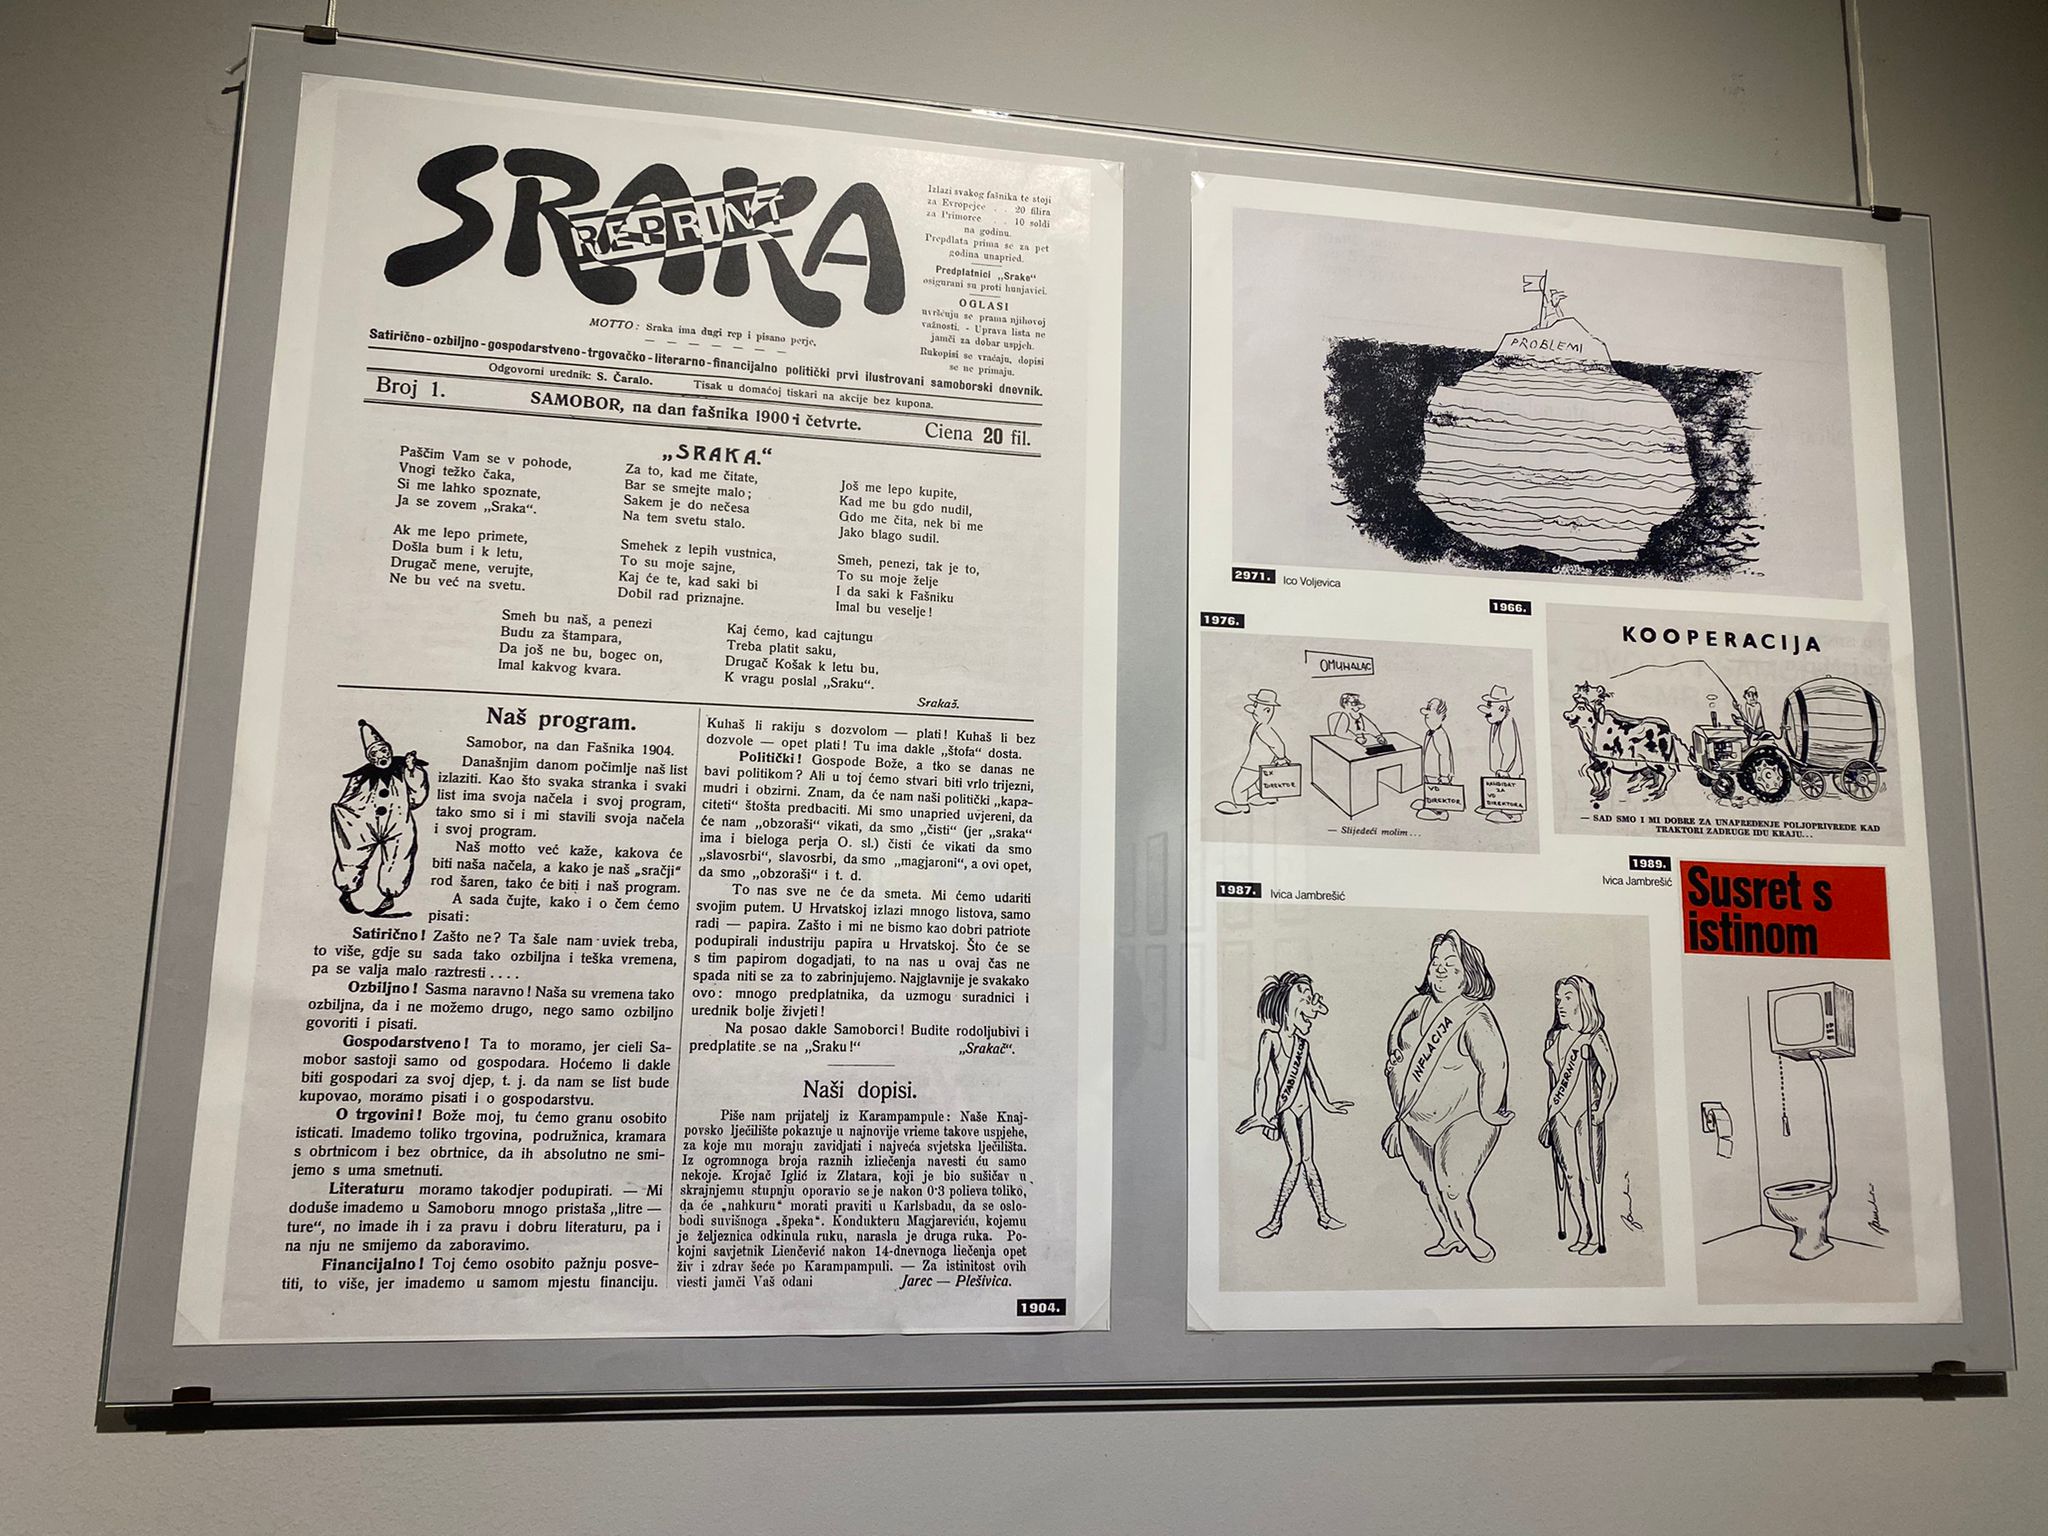 SRAKA
REPRINT
Izlazi svakog fašnika te stoji
za Evropejce . . 20 filira
za Primorce . . 10 soldi
na godinu.
Prepdlata prima se za pet
godina unapried.
Predplatnici „Srake“
osigurani su proti hunjavici.
OGLASI
uvršćuju se prama njihovoj
važnosti. - Uprava lista ne
jamči za dobar uspjeh.
Rukopisi se vraćaju, dopisi
se ne primaju.
MOTTO: Sraka ima dugi rep i pisano perje.
Satirično-ozbiljno-gospodarstveno-trgovačko-literarno-financijalno politički prvi ilustrovani samoborski dnevnik.
Odgovorni urednik: S. Čaralo. Tisak u domaćoj tiskari na akcije bez kupona.
Broj 1. SAMOBOR, na dan fašnika 1900·i četvrte. Ciena 20 fil.
„SRAKA.“
Paščim Vam se v pohode,
Vnogi težko čaka,
Si me lahko spoznate,
Ja se zovem „Sraka“.
Ak me lepo primete,
Došla bum i k letu,
Drugač mene, verujte,
Ne bu već na svetu.
Za to, kad me čitate,
Bar se smejte malo;
Sakem je do nečesa
Na tem svetu stalo.
Smehek z lepih vustnica,
To su moje sajne,
Kaj će te, kad saki bi
Dobil rad priznajne.
Još me lepo kupite,
Kad me bu gdo nudil,
Gdo me čita, nek bi me
Jako blago sudil.
Smeh, penezi, tak je to,
To su moje želje
I da saki k Fašniku
Imal bu veselje!
Smeh bu naš, a penezi
Budu za štampara,
Da još ne bu, bogec on,
Imal kakvog kvara.
Kaj ćemo, kad cajtungu
Treba platit saku,
Drugač Košak k letu bu,
K vragu poslal „Sraku“.
Srakaš.
Naš program.
Samobor, na dan Fašnika 1904.
Današnjim danom počimlje naš list
izlaziti. Kao što svaka stranka i svaki
list ima svoja načela i svoj program,
tako smo si i mi stavili svoja načela
i svoj program.
Naš motto već kaže, kakova će
biti naša načela, a kako je naš „sračji“
rod šaren, tako će biti i naš program.
A sada čujte, kako i o čem ćemo
pisati:
Satirično! Zašto ne? Ta šale nam uviek treba,
to više, gdje su sada tako ozbiljna i teška vremena,
pa se valja malo raztresti . . . .
Ozbiljno! Sasma naravno! Naša su vremena tako
ozbiljna, da i ne možemo drugo, nego samo ozbiljno
govoriti i pisati.
Gospodarstveno! Ta to moramo, jer cieli Sa-
mobor sastoji samo od gospodara. Hoćemo li dakle
biti gospodari za svoj djep, t. j. da nam se list bude
kupovao, moramo pisati i o gospodarstvu.
O trgovini! Bože moj, tu ćemo granu osobito
isticati. Imademo toliko trgovina, podružnica, kramara
s obrtnicom i bez obrtnice, da ih absolutno ne smi-
jemo s uma smetnuti.
Literaturu moramo takodjer podupirati. — Mi
doduše imademo u Samoboru mnogo pristaša „litre —
ture“, no imade ih i za pravu i dobru literaturu, pa i
na nju ne smijemo da zaboravimo.
Financijalno! Toj ćemo osobito pažnju posve-
titi, to više, jer imademo u samom mjestu financiju.
Kuhaš li rakiju s dozvolom — plati! Kuhaš li bez
dozvole — opet plati! Tu ima dakle „štofa“ dosta.
Politički! Gospode Bože, a tko se danas ne
bavi politikom? Ali u toj ćemo stvari biti vrlo trijezni,
mudri i obzirni. Znam, da će nam naši politički „kapa-
citeti“ štošta predbaciti. Mi smo unapred uvjereni, da
će nam „obzoraši“ vikati, da smo „čisti“ (jer „sraka“
ima i bieloga perja O. sl.) čisti će vikati da smo
„slavosrbi“, slavosrbi, da smo „magjaroni“, a ovi opet,
da smo „obzoraši“ i t. d.
To nas sve ne će da smeta. Mi ćemo udariti
svojim putem. U Hrvatskoj izlazi mnogo listova, samo
radi — papira. Zašto i mi ne bismo kao dobri patriote
podupirali industriju papira u Hrvatskoj. Što će se
s tim papirom dogadjati, to na nas u ovaj čas ne
spada niti se za to zabrinjujemo. Najglavnije je svakako
ovo: mnogo predplatnika, da uzmogu suradnici i
urednik bolje živjeti!
Na posao dakle Samoborci! Budite rodoljubivi i
predplatite se na „Sraku!“ „Srakač“.
Naši dopisi.
Piše nam prijatelj iz Karampampule: Naše Knaj-
povsko lječilište pokazuje u najnovije vrieme takove uspjehe,
za koje mu moraju zavidjati i najveća svjetska lječilišta.
Iz ogromnoga broja raznih izliečenja navesti ću samo
nekoje. Krojač Iglić iz Zlatara, koji je bio sušičav u
skrajnjemu stupnju oporavio se je nakon 0·3 polieva toliko,
da će „nahkuru“ morati praviti u Karlsbadu, da se oslo-
bodi suvišnoga „špeka“. Kondukteru Magjareviću, kojemu
je željeznica odkinula ruku, narasla je druga ruka. Po-
kojni savjetnik Lienčević nakon 14-dnevnoga liečenja opet
živ i zdrav šeće po Karampampuli. — Za istinitost ovih
viesti jamči Vaš odani Jarec — Plešivica.
1904.
PROBLEMI
2971. Ico Voljevica
1976.
OMUHALAC
EX
DIREKTOR
VD
DIREKTOR
KANDIDAT
ZA
VD
DIREKTORA
— Slijedeći molim...
1966.
KOOPERACIJA
— SAD SMO I MI DOBRE ZA UNAPREĐENJE POLJOPRIVREDE KAD
TRAKTORI ZADRUGE IDU KRAJU...
1987. Ivica Jambrešić
STABILIZACIJA
INFLACIJA
SMJERNICA
1989.
Ivica Jambrešić
Susret s
istinom